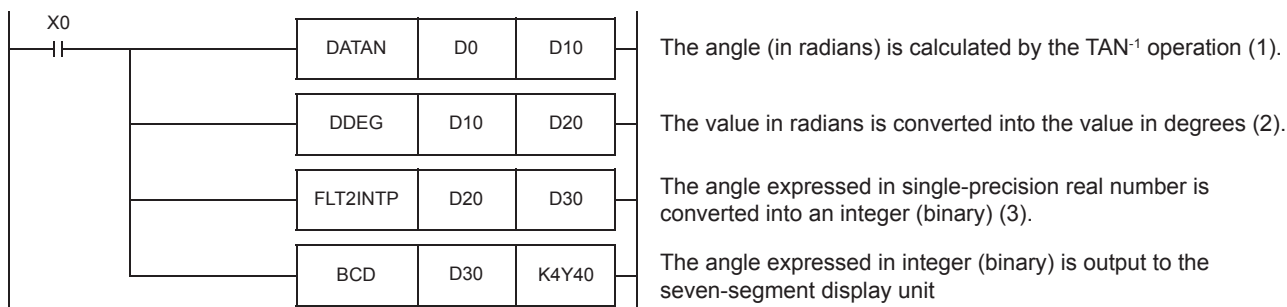 X0
DATAN D0 D10
The angle (in radians) is calculated by the TAN-1 operation (1).
DDEG D10 D20
The value in radians is converted into the value in degrees (2).
FLT2INTP D20 D30
The angle expressed in single-precision real number is
converted into an integer (binary) (3).
BCD D30 K4Y40
The angle expressed in integer (binary) is output to the
seven-segment display unit